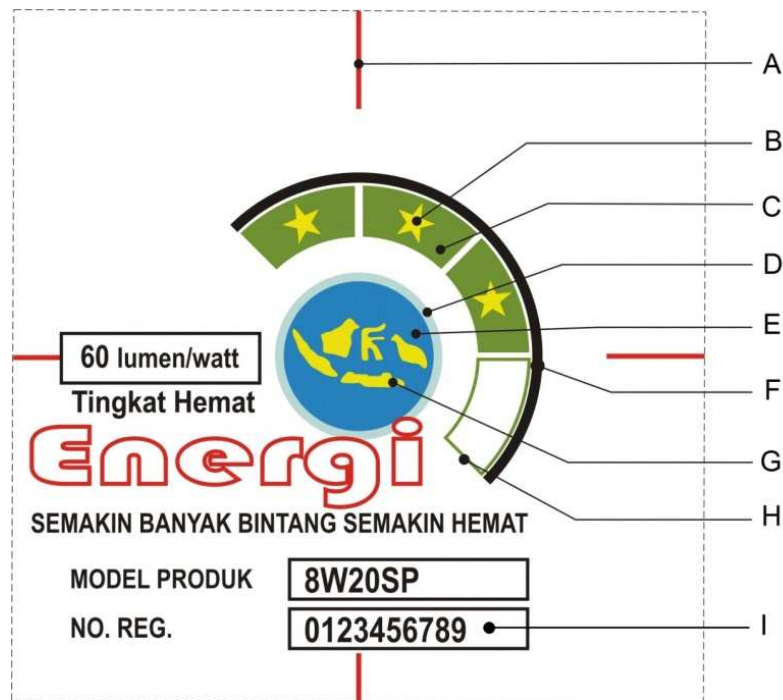 A
B
C
D
E
60 lumen/watt
F
Tingkat Hemat
Energi
G
H
SEMAKIN BANYAK BINTANG SEMAKIN HEMAT
MODEL PRODUK 8W20SP
NO. REG. 0123456789
I